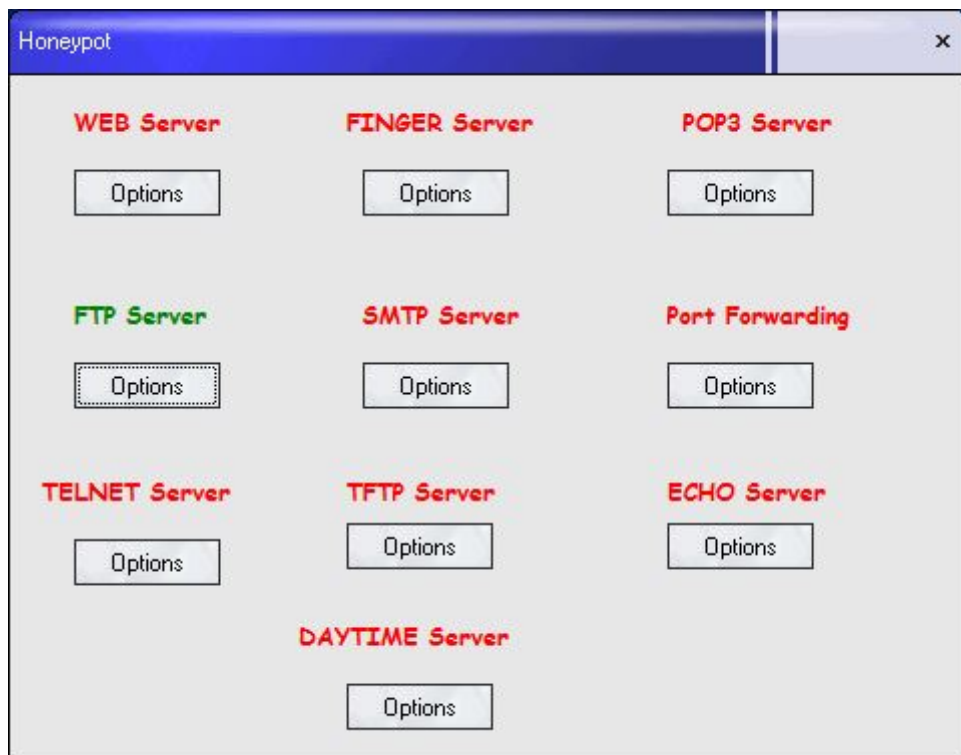 Honeypot
WEB Server FINGER Server POP3 Server
Options Options Options
FTP Server SMTP Server Port Forwarding
Options Options Options
TELNET Server TFTP Server ECHO Server
Options Options Options
DAYTIME Server
Options